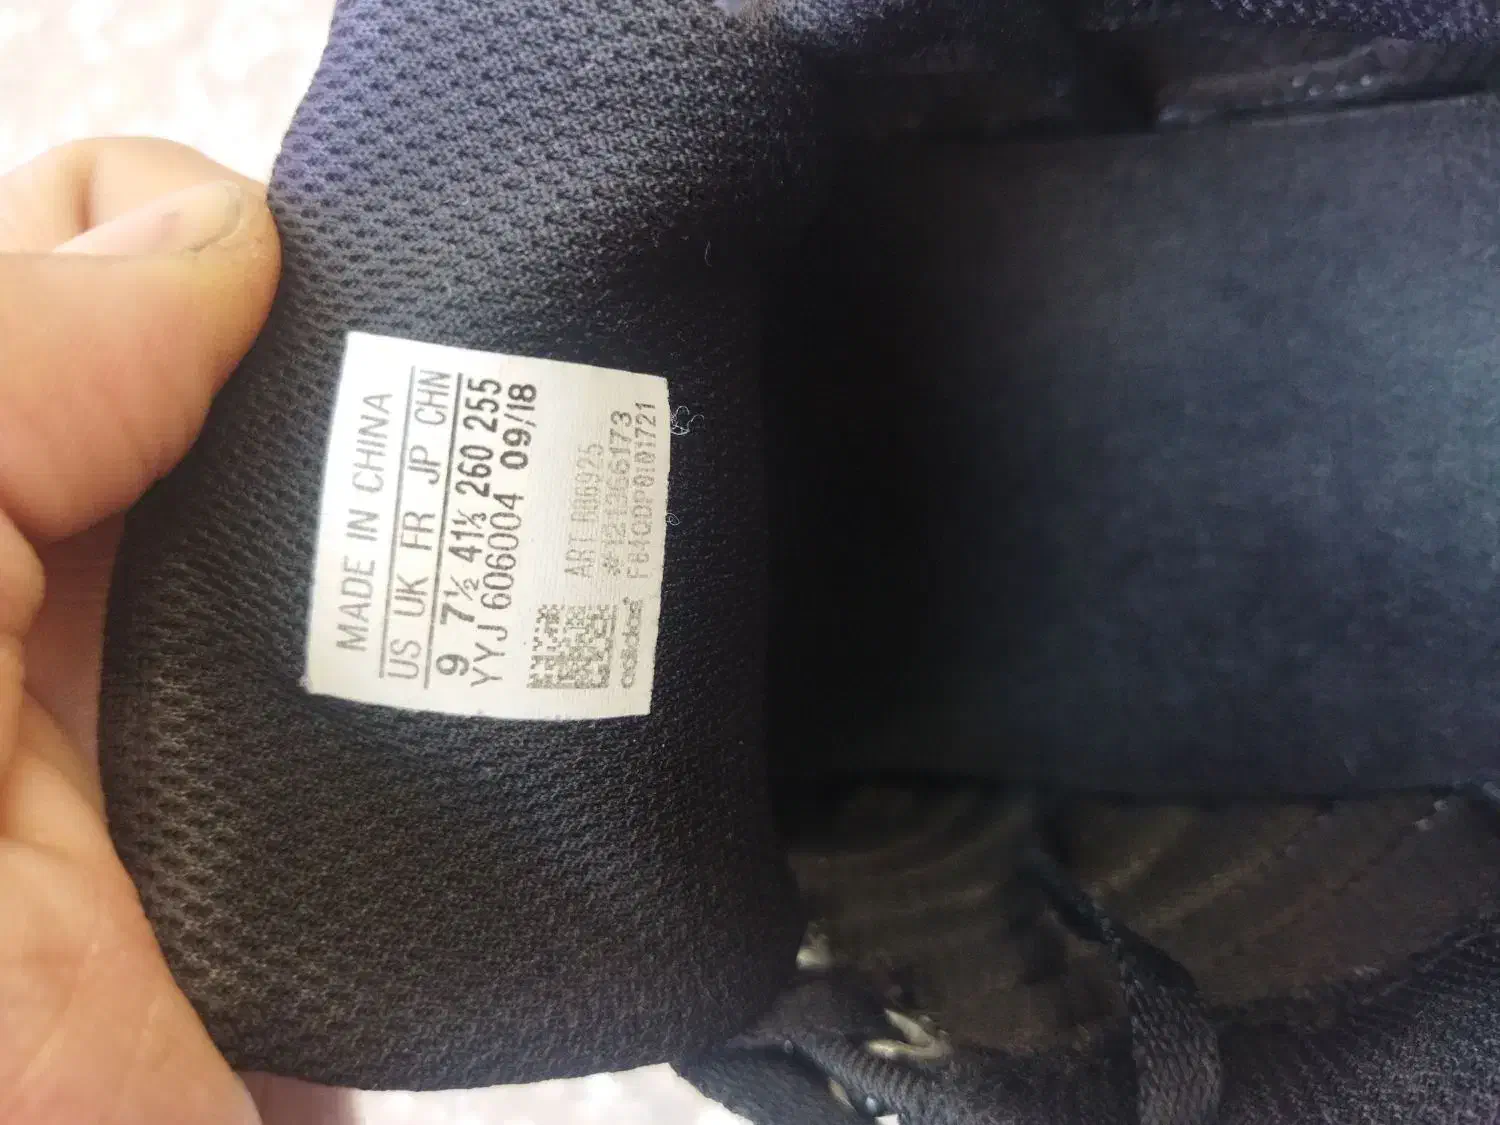 MADE IN CHINA
US UK FR JP CHN
9 7½ 41⅓ 260 255
YYJ 606004 09/18
ART
#121366173
adidas